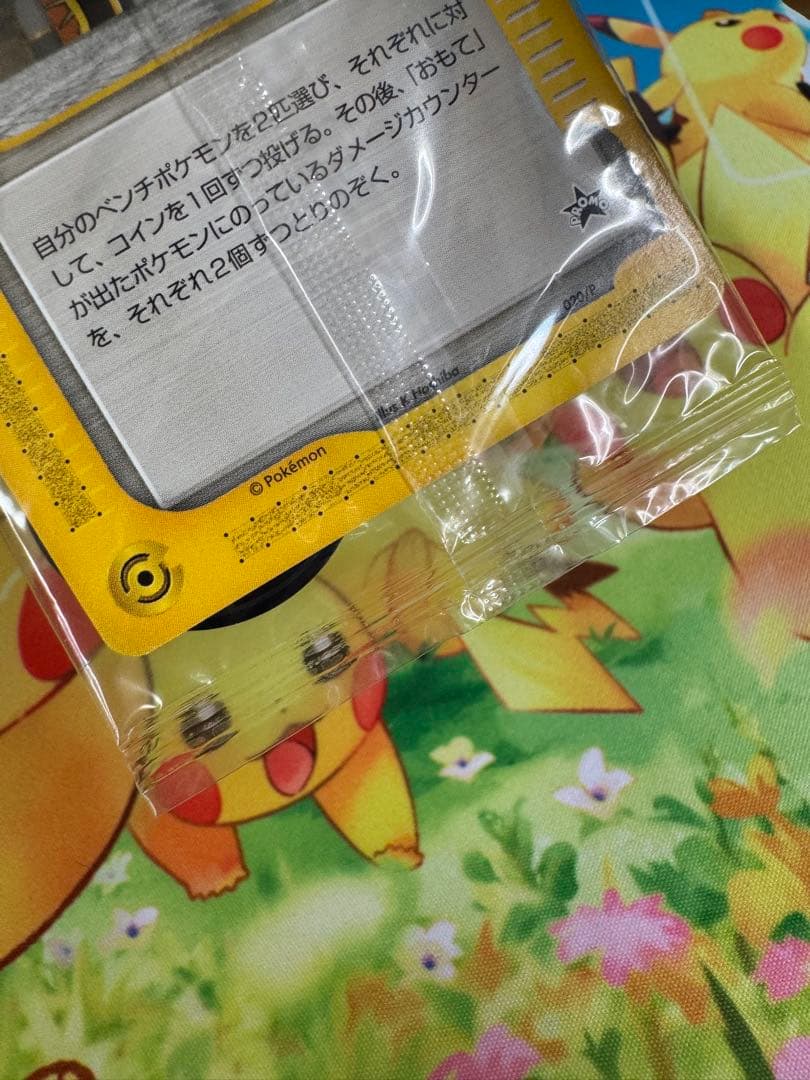 自分のベンチポケモンを2匹選び、それぞれに対
して、コインを1回ずつ投げる。その後、「おもて」
が出たポケモンにのっているダメージカウンター
を、それぞれ2個ずつとりのぞく。
PROMO
020/P
Illus. K. Hoshiba
© Pokémon